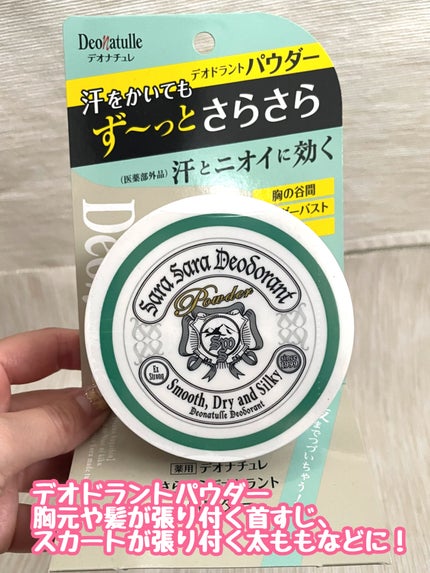 Deonatulle
デオナチュレ
デオドラントパウダー
汗をかいても
ず〜っとさらさら
(医薬部外品)
汗とニオイに効く
胸の谷間
Sara Sara Deodorant
Powder
Ex
Strong
since
Smooth, Dry and Silky
Deonatulle Deodorant
薬用 デオナチュレ
デオドラントパウダー
胸元や髪が張り付く首すじ、
スカートが張り付く太ももなどに！